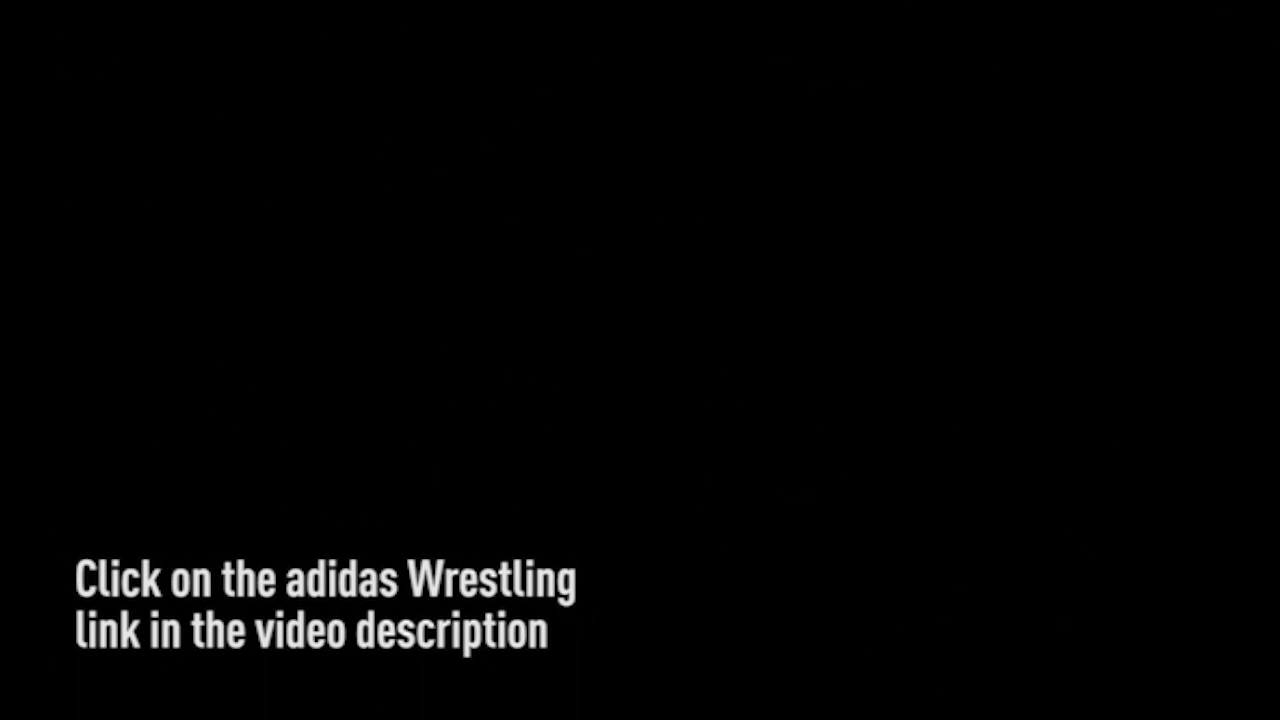 Click on the adidas Wrestling
link in the video description